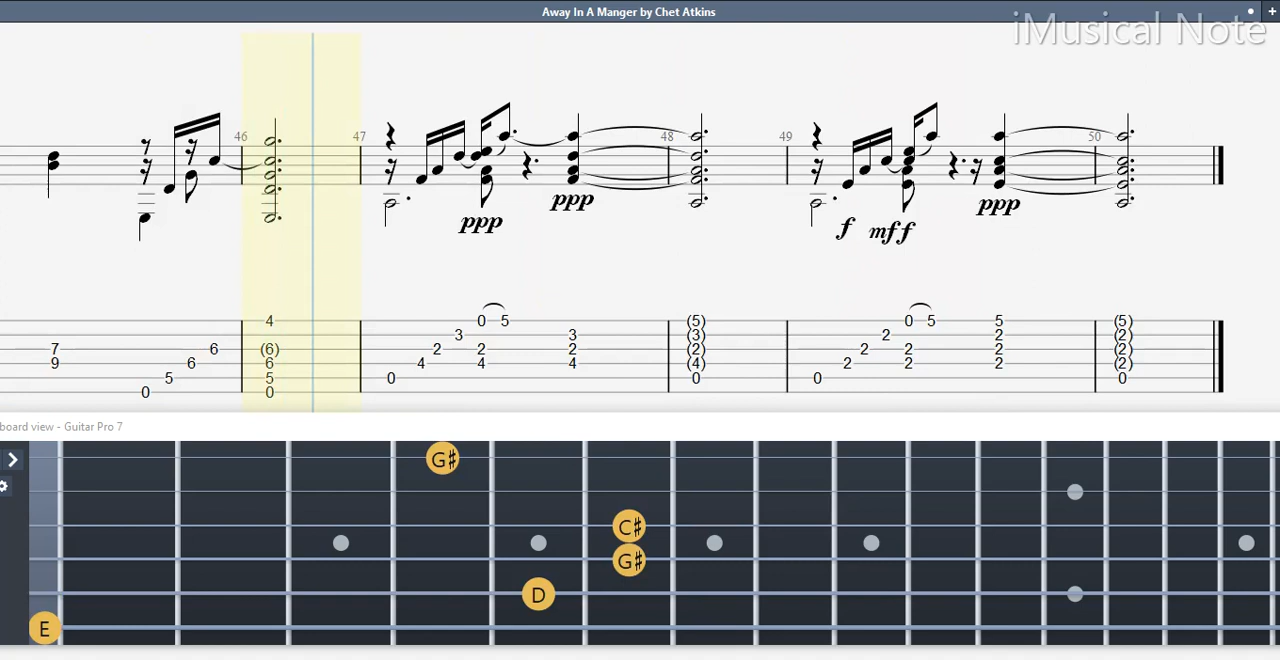 Away In A Manger by Chet Atkins
iMusical Note
46 47 48 49 50
ppp ppp f mff ppp
4 0 5 (5) 0 5 5 (5)
3 3 (3) 2 2 (2)
7 6 (6) 2 2 2 (2) 2 2 2 (2)
9 6 6 4 4 4 (4) 2 2 2 (2)
5 5 0 0 0 0
0 0
board view - Guitar Pro 7
G♯
C♯
G♯
D
E